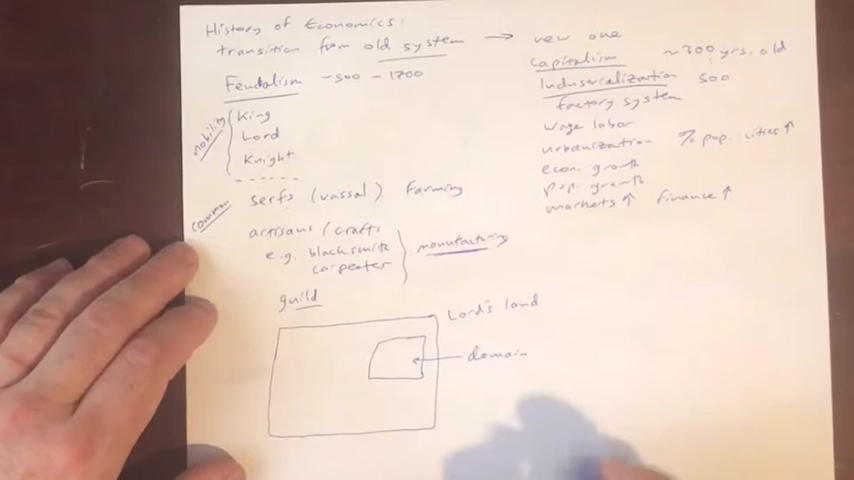 History of Economics:
transition from old system → new one
Feudalism ~500 - 1700
nobility
King
Lord
Knight
common
serfs (vassal) farming
artisans / crafts
e.g. blacksmith
carpenter
manufacturing
guild
Lord's land
domain
Capitalism ~300 yrs. old
Industrialization 500
factory system
wage labor
urbanization % pop. cities ↑
econ. growth
pop. growth
markets ↑ finance ↑